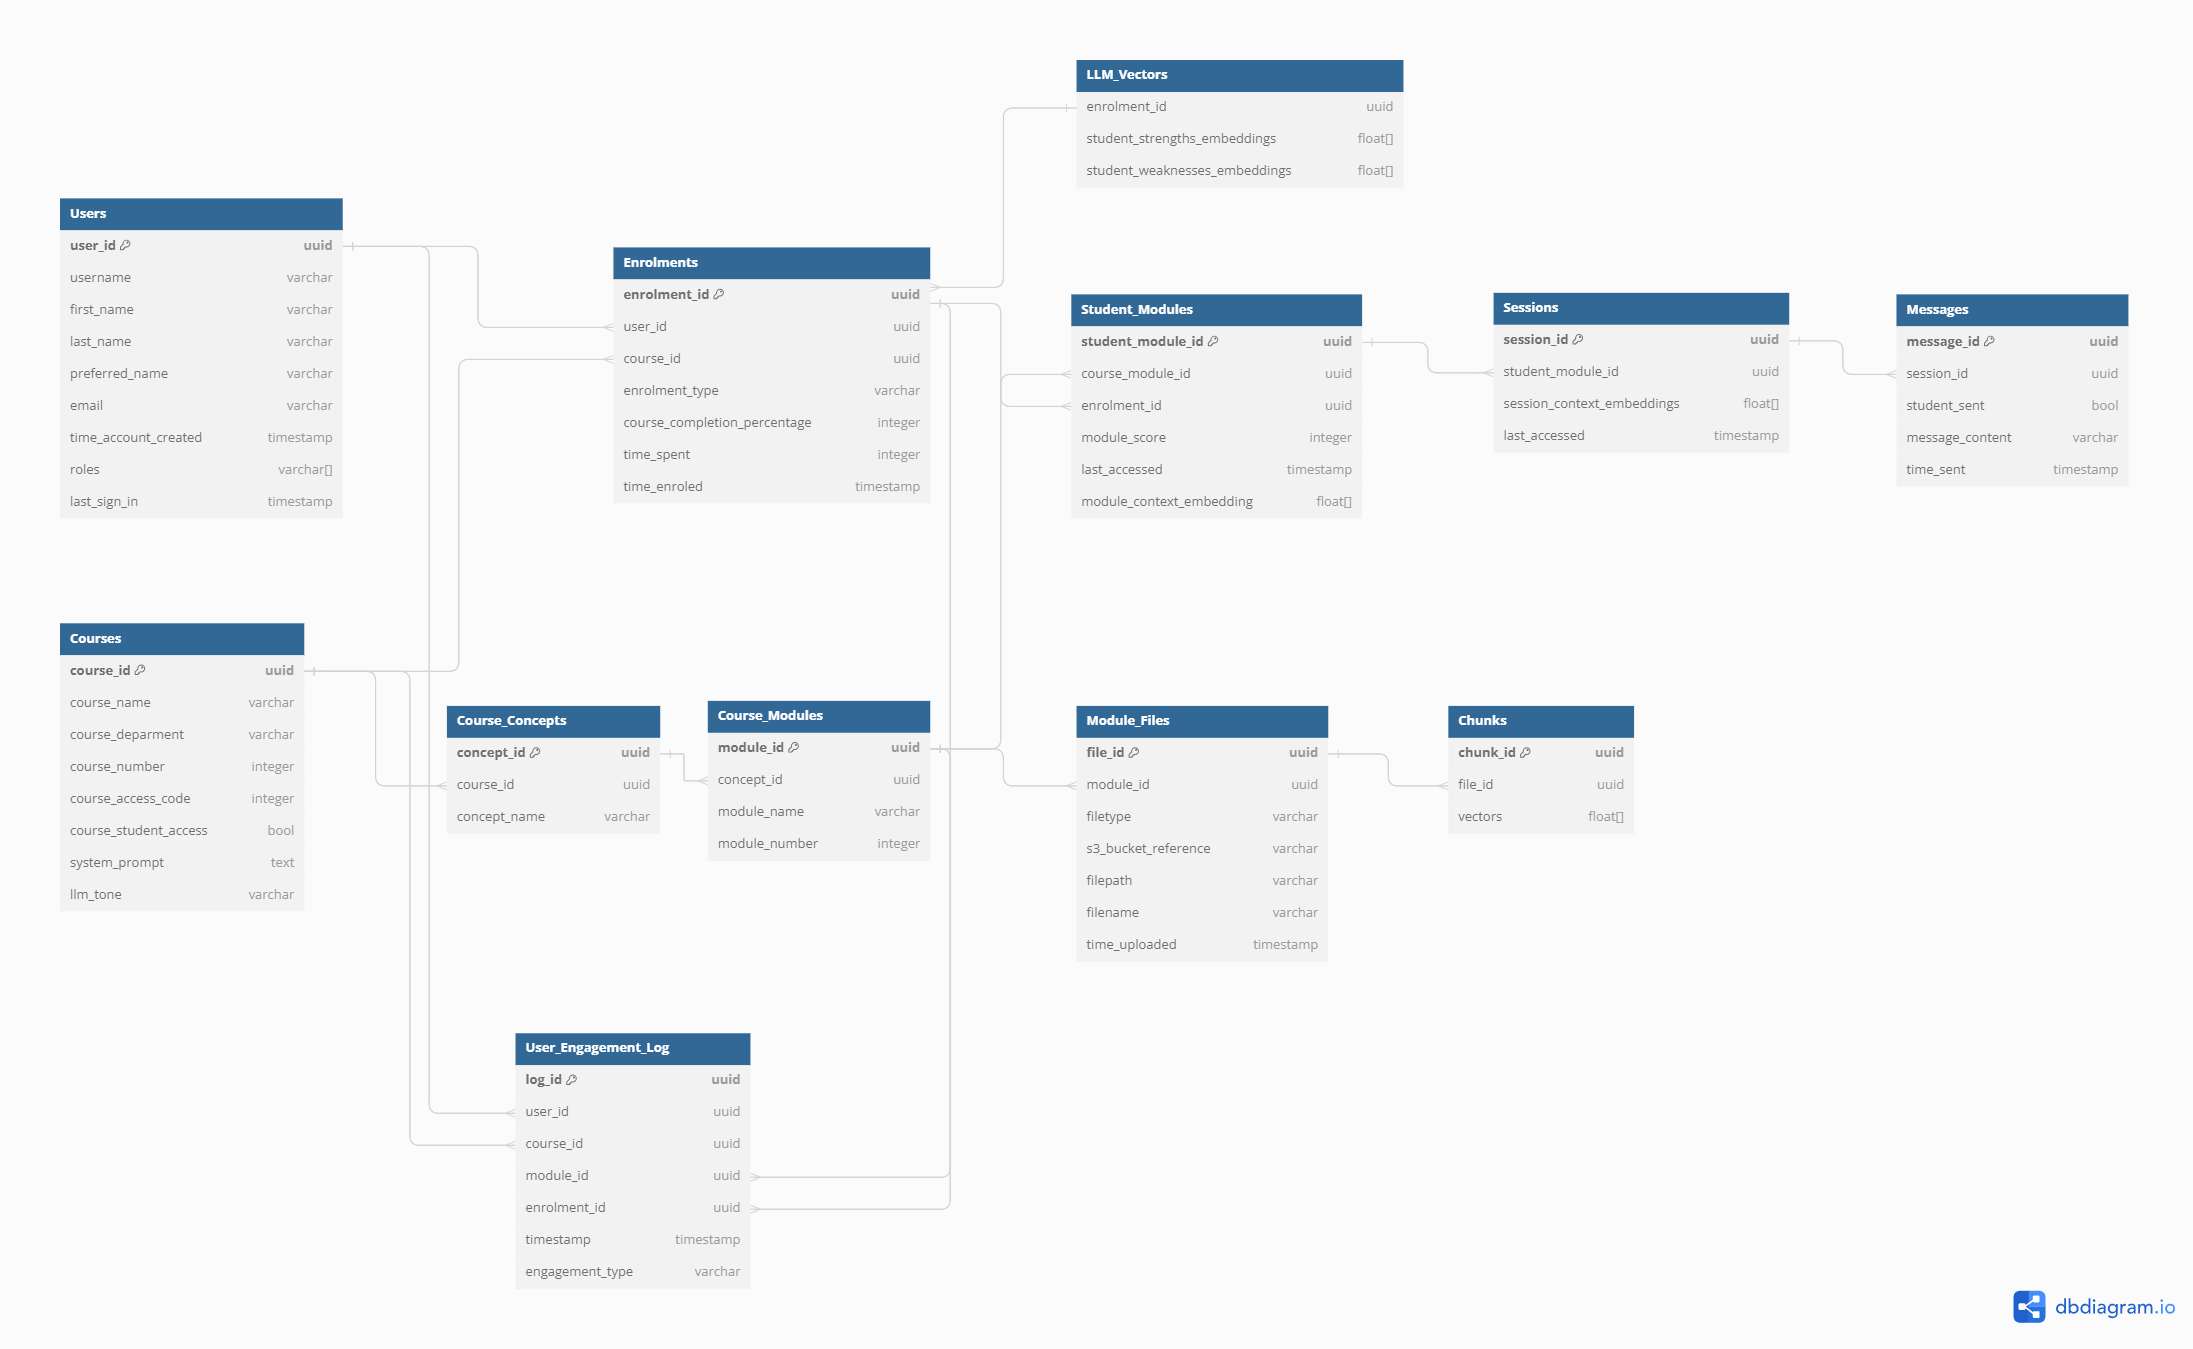 LLM_Vectors
enrolment_id uuid
student_strengths_embeddings float[]
student_weaknesses_embeddings float[]
Users
user_id uuid
username varchar
first_name varchar
last_name varchar
preferred_name varchar
email varchar
time_account_created timestamp
roles varchar[]
last_sign_in timestamp
Enrolments
enrolment_id uuid
user_id uuid
course_id uuid
enrolment_type varchar
course_completion_percentage integer
time_spent integer
time_enroled timestamp
Student_Modules
student_module_id uuid
course_module_id uuid
enrolment_id uuid
module_score integer
last_accessed timestamp
module_context_embedding float[]
Sessions
session_id uuid
student_module_id uuid
session_context_embeddings float[]
last_accessed timestamp
Messages
message_id uuid
session_id uuid
student_sent bool
message_content varchar
time_sent timestamp
Courses
course_id uuid
course_name varchar
course_deparment varchar
course_number integer
course_access_code integer
course_student_access bool
system_prompt text
llm_tone varchar
Course_Concepts
concept_id uuid
course_id uuid
concept_name varchar
Course_Modules
module_id uuid
concept_id uuid
module_name varchar
module_number integer
Module_Files
file_id uuid
module_id uuid
filetype varchar
s3_bucket_reference varchar
filepath varchar
filename varchar
time_uploaded timestamp
Chunks
chunk_id uuid
file_id uuid
vectors float[]
User_Engagement_Log
log_id uuid
user_id uuid
course_id uuid
module_id uuid
enrolment_id uuid
timestamp timestamp
engagement_type varchar
dbdiagram.io